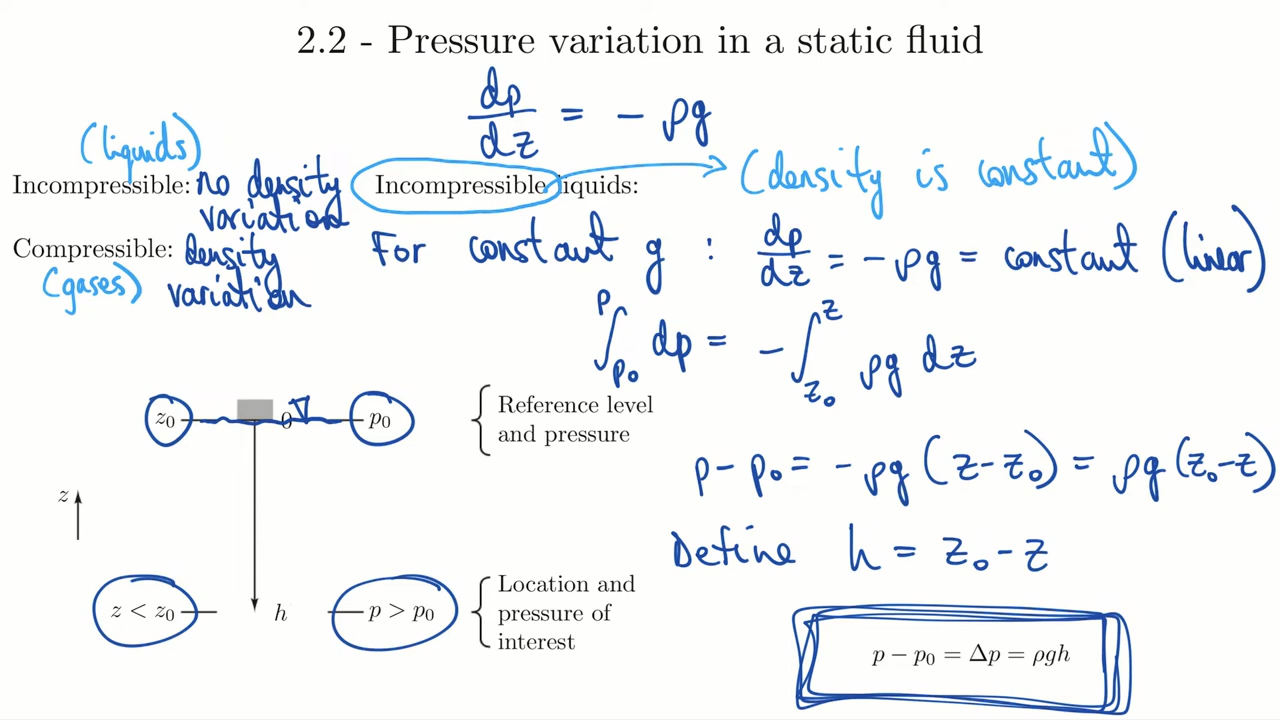 2.2 - Pressure variation in a static fluid
dp/dz = - ρg
(liquids)
Incompressible: no density
variation
Compressible: density
(gases) variation
Incompressible liquids: (density is constant)
For constant g : dp/dz = - ρg = constant (linear)
∫_{p₀}^{p} dp = - ∫_{z₀}^{z} ρg dz
p - p₀ = - ρg (z - z₀) = ρg (z₀ - z)
Define h = z₀ - z
z₀ 0 p₀
Reference level
and pressure
z
z < z₀ h p > p₀
Location and
pressure of
interest
p − p₀ = Δp = ρgh